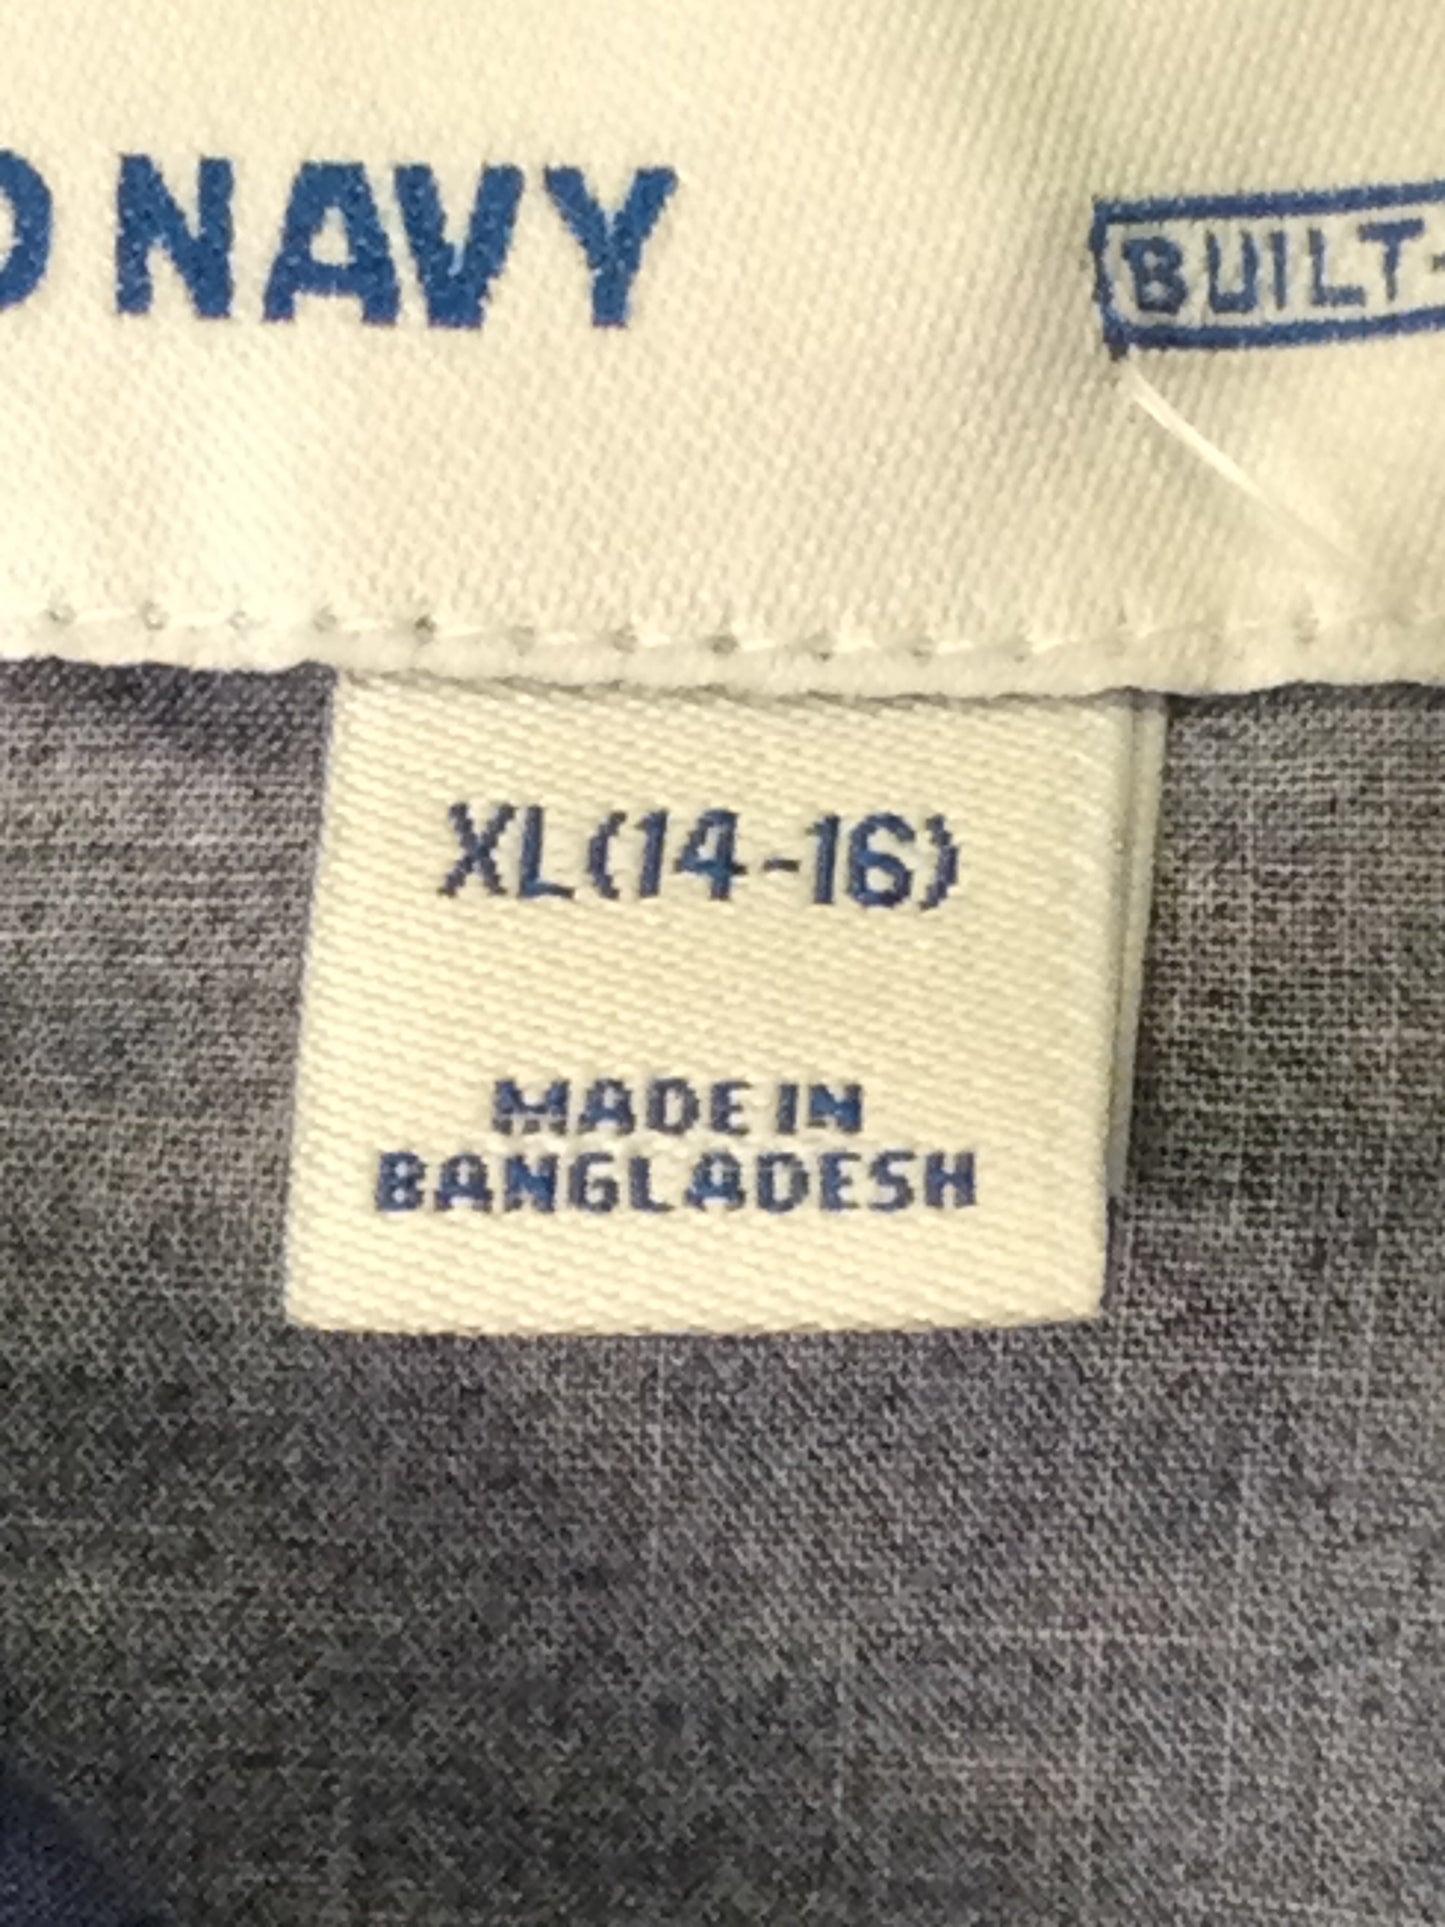 D NAVY
BUILT-
XL(14-16)
MADE IN
BANGLADESH